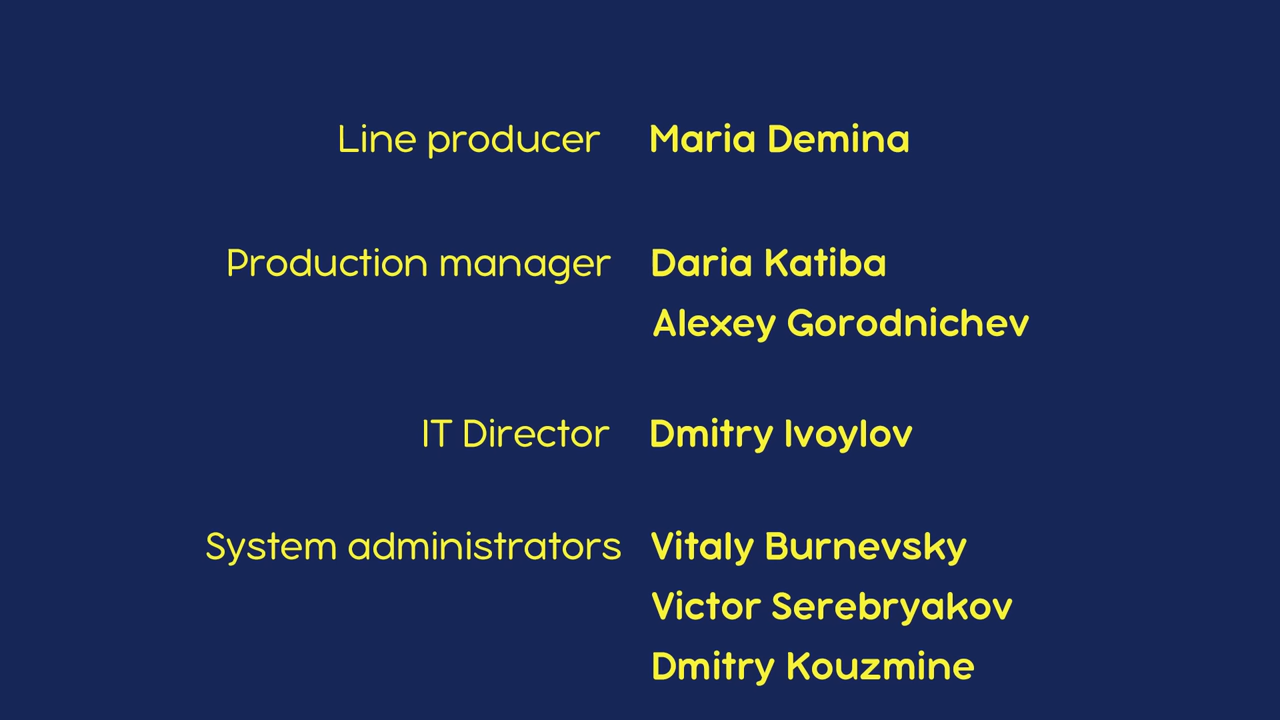 Line producer Maria Demina
Production manager Daria Katiba
Alexey Gorodnichev
IT Director Dmitry Ivoylov
System administrators Vitaly Burnevsky
Victor Serebryakov
Dmitry Kouzmine